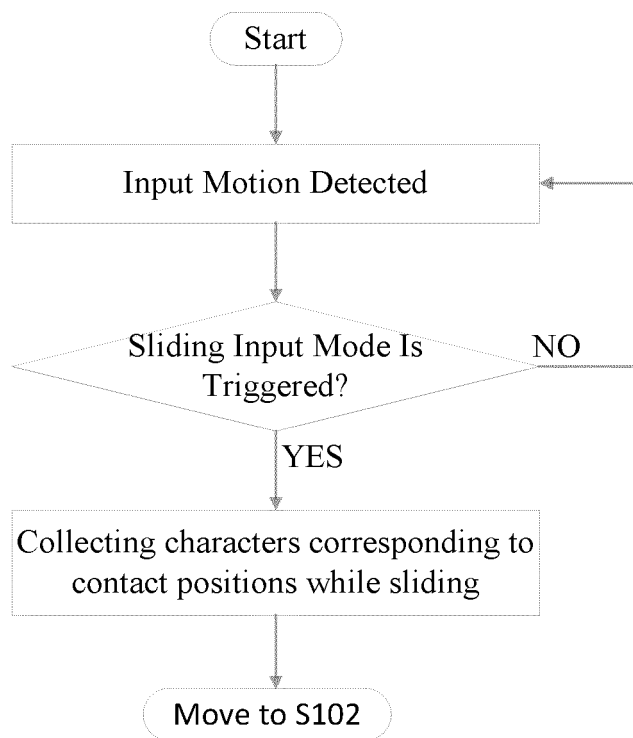 Start
Input Motion Detected
Sliding Input Mode Is
Triggered?
NO
YES
Collecting characters corresponding to
contact positions while sliding
Move to S102